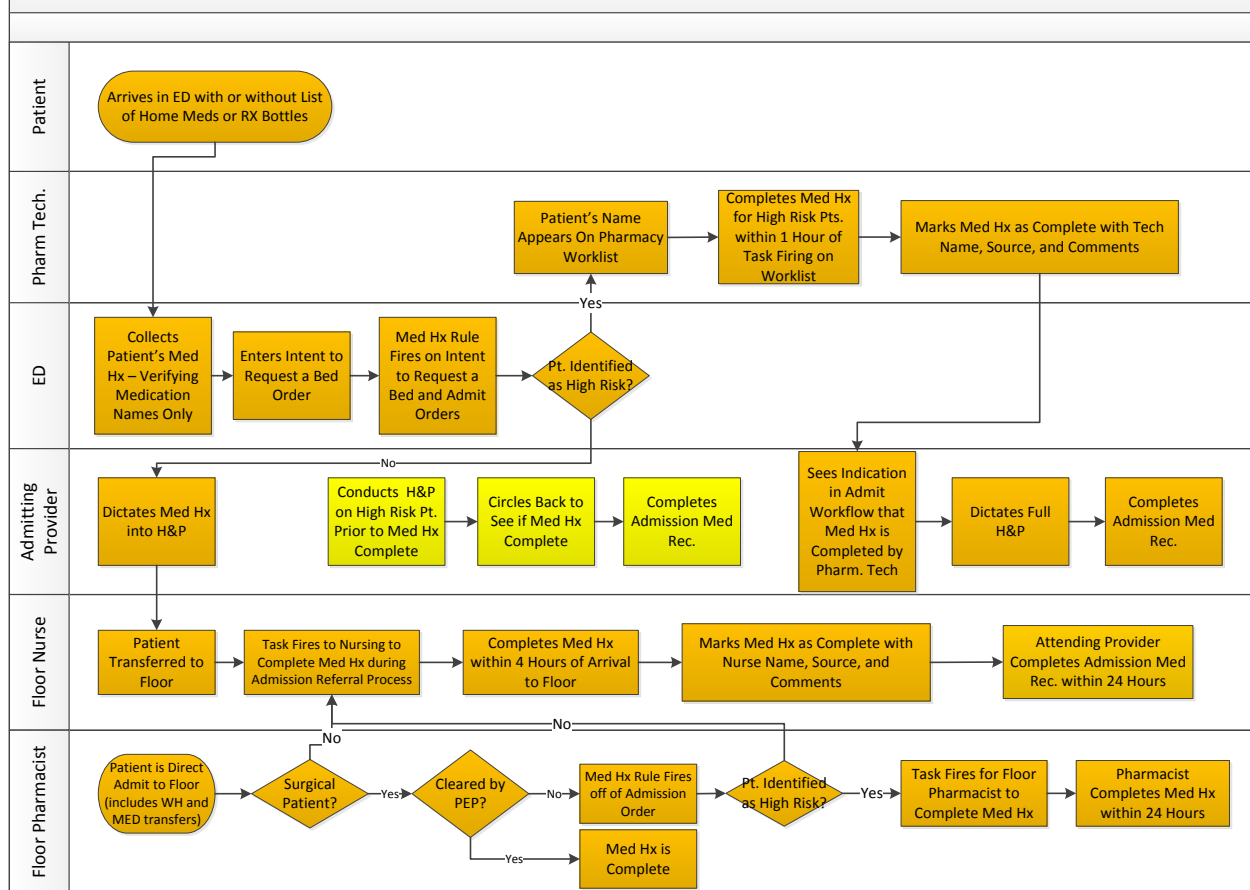 Patient
Arrives in ED with or without List
of Home Meds or RX Bottles
Pharm Tech.
Patient's Name
Appears On Pharmacy
Worklist
Completes Med Hx
for High Risk Pts.
within 1 Hour of
Task Firing on
Worklist
Marks Med Hx as Complete with Tech
Name, Source, and Comments
Yes
ED
Collects
Patient's Med
Hx – Verifying
Medication
Names Only
Enters Intent to
Request a Bed
Order
Med Hx Rule
Fires on Intent
to Request a
Bed and Admit
Orders
Pt. Identified
as High Risk?
No
Admitting
Provider
Dictates Med Hx
into H&P
Conducts H&P
on High Risk Pt.
Prior to Med Hx
Complete
Circles Back to
See if Med Hx
Complete
Completes
Admission Med
Rec.
Sees Indication
in Admit
Workflow that
Med Hx is
Completed by
Pharm. Tech
Dictates Full
H&P
Completes
Admission Med
Rec.
Floor Nurse
Patient
Transferred to
Floor
Task Fires to Nursing to
Complete Med Hx during
Admission Referral Process
Completes Med Hx
within 4 Hours of Arrival
to Floor
Marks Med Hx as Complete with
Nurse Name, Source, and
Comments
Attending Provider
Completes Admission Med
Rec. within 24 Hours
No
No
Floor Pharmacist
Patient is Direct
Admit to Floor
(includes WH and
MED transfers)
Surgical
Patient?
Yes
Cleared by
PEP?
No
Med Hx Rule Fires
off of Admission
Order
Pt. Identified
as High Risk?
Yes
Task Fires for Floor
Pharmacist to
Complete Med Hx
Pharmacist
Completes Med Hx
within 24 Hours
Yes
Med Hx is
Complete